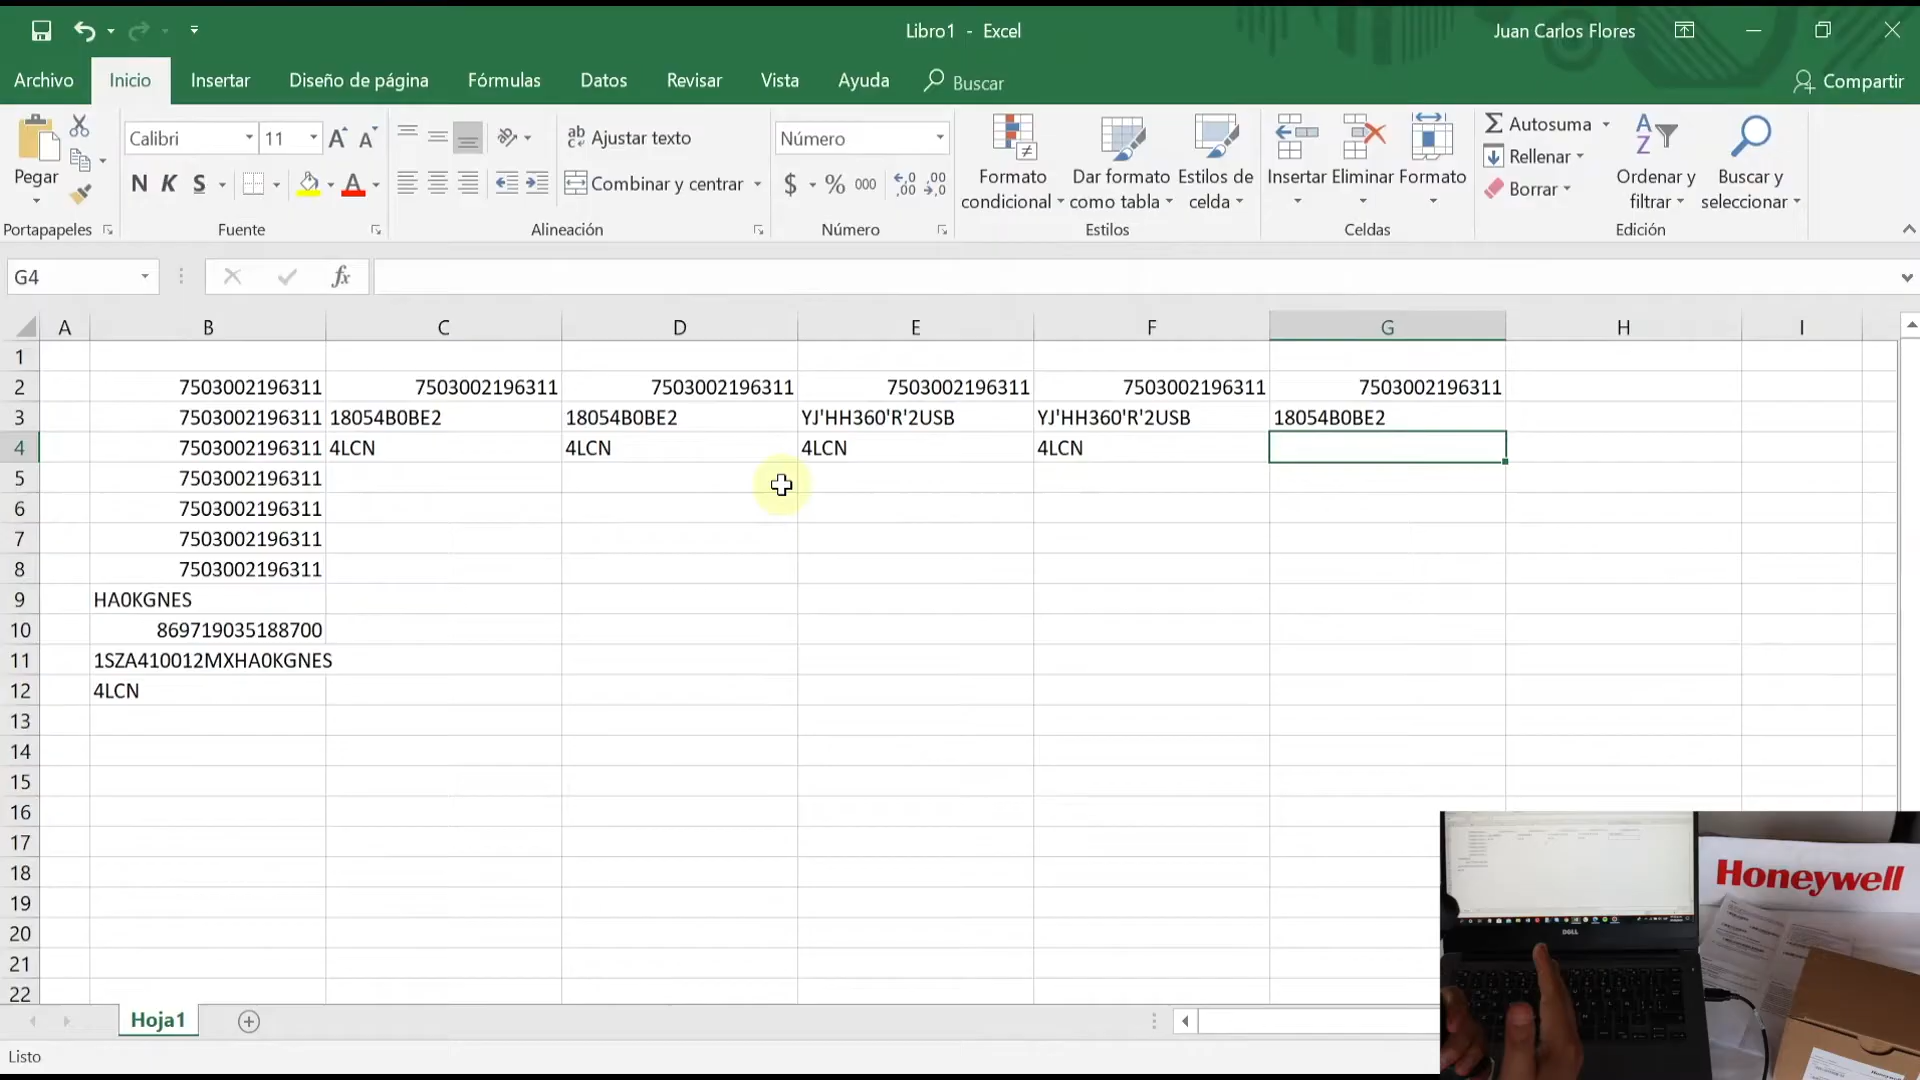 Libro1 - Excel
Juan Carlos Flores
Archivo Inicio Insertar Diseño de página Fórmulas Datos Revisar Vista Ayuda Buscar Compartir
Pegar
Portapapeles
Calibri 11
N K S
Fuente
Ajustar texto
Combinar y centrar
Alineación
Número
$ % 000
Número
Formato condicional
Dar formato como tabla
Estilos de celda
Estilos
Insertar Eliminar Formato
Celdas
Autosuma
Rellenar
Borrar
Ordenar y filtrar
Buscar y seleccionar
Edición
G4 fx
A B C D E F G H I
1
2 7503002196311 7503002196311 7503002196311 7503002196311 7503002196311 7503002196311
3 7503002196311 18054B0BE2 18054B0BE2 YJ'HH360'R'2USB YJ'HH360'R'2USB 18054B0BE2
4 7503002196311 4LCN 4LCN 4LCN 4LCN
5 7503002196311
6 7503002196311
7 7503002196311
8 7503002196311
9 HA0KGNES
10 869719035188700
11 1SZA410012MXHA0KGNES
12 4LCN
13
14
15
16
17
18
19
20
21
22
Hoja1
Listo
Honeywell
DELL